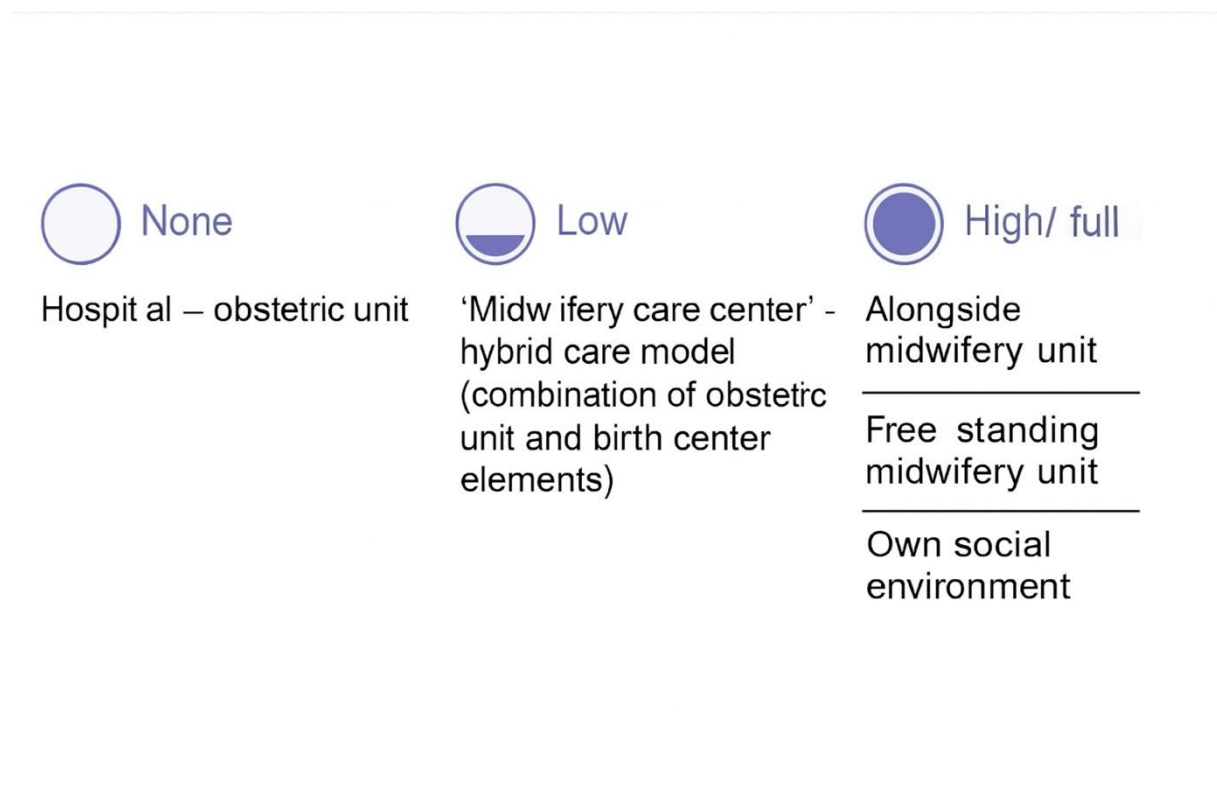 None
Hospit al – obstetric unit
Low
‘Midw ifery care center’ -
hybrid care model
(combination of obstetrc
unit and birth center
elements)
High/ full
Alongside
midwifery unit
Free standing
midwifery unit
Own social
environment